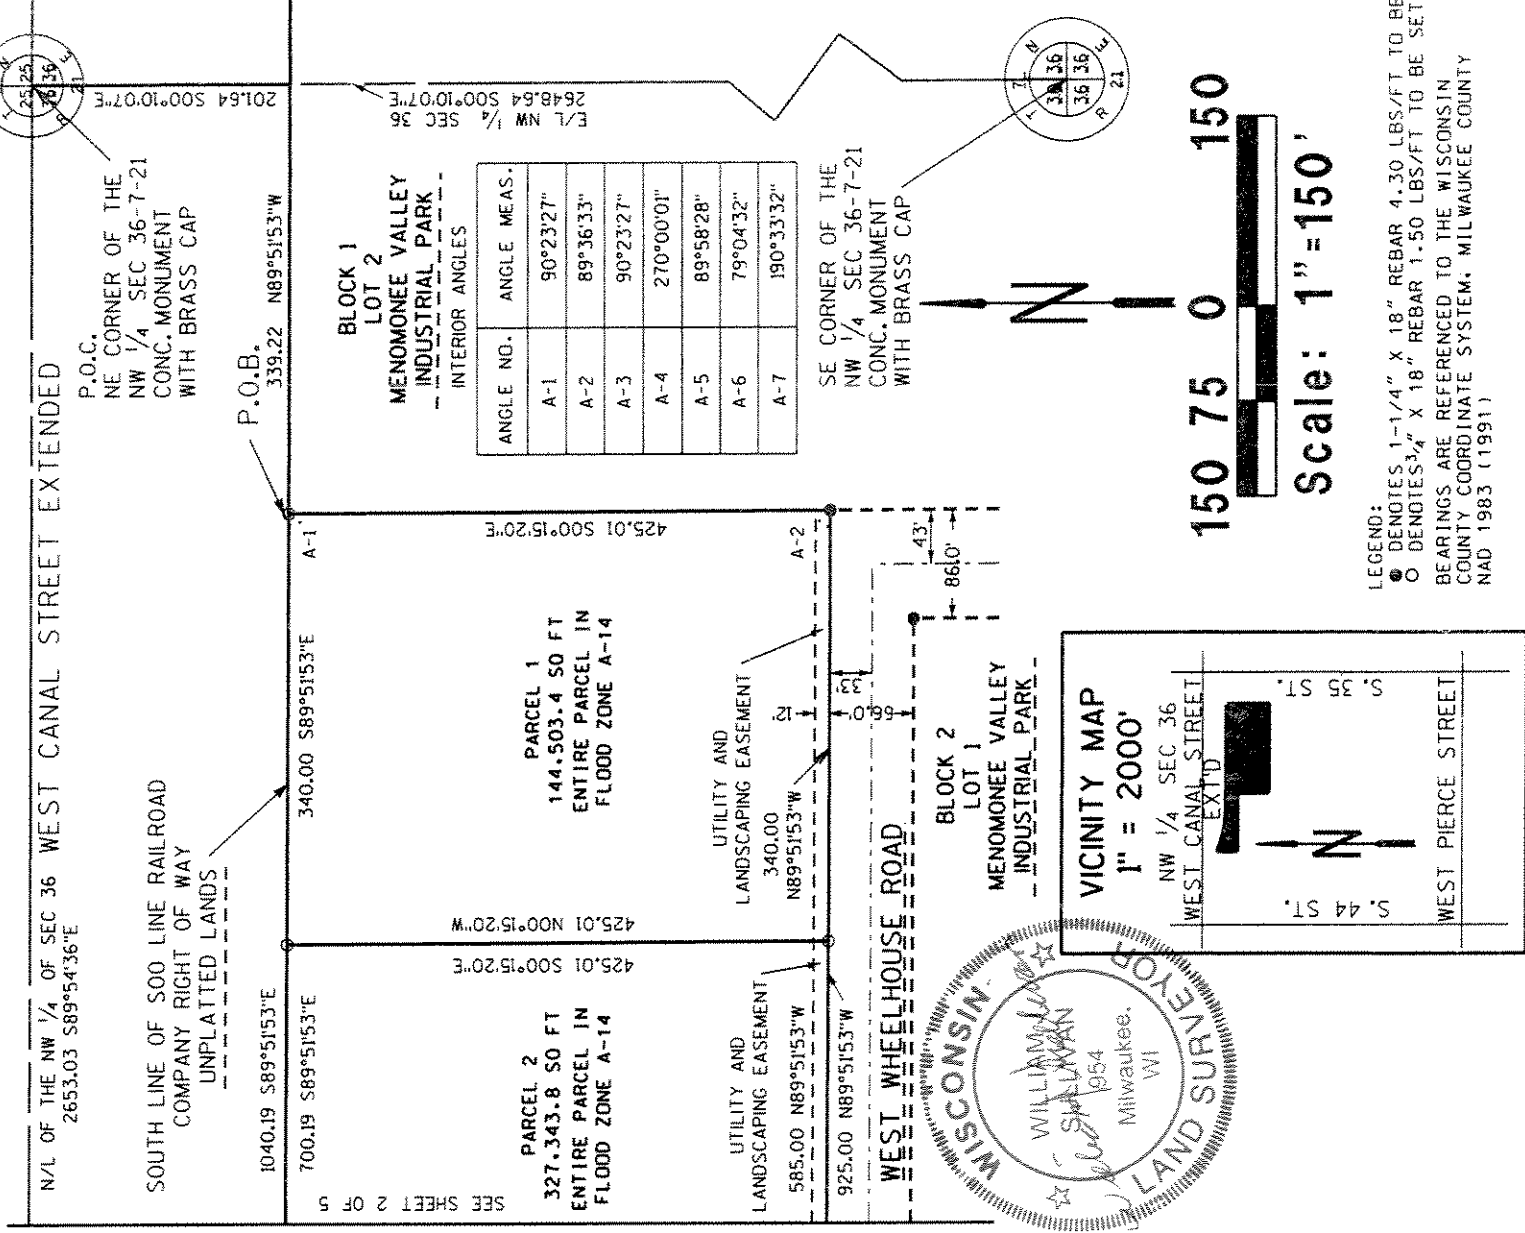 N/L OF THE NW 1/4 OF SEC 36 WEST CANAL STREET EXTENDED
2653.03 S89°54'36"E
P.O.C.
NE CORNER OF THE
NW 1/4 SEC 36-7-21
CONC. MONUMENT
WITH BRASS CAP
201.64 S00°10'07"E
SOUTH LINE OF SOO LINE RAILROAD
COMPANY RIGHT OF WAY
UNPLATTED LANDS
P.O.B.
339.22 N89°51'53"W
1040.19 S89°51'53"E
700.19 S89°51'53"E
340.00 S89°51'53"E
A-1
E/L NW 1/4 SEC 36
2648.64 S00°10'07"E
BLOCK 1
LOT 2
MENOMONEE VALLEY
INDUSTRIAL PARK
INTERIOR ANGLES
ANGLE NO. ANGLE MEAS.
A-1 90°23'27"
A-2 89°36'33"
A-3 90°23'27"
A-4 270°00'01"
A-5 89°58'28"
A-6 79°04'32"
A-7 190°33'32"
SEE SHEET 2 OF 5
425.01 N00°15'20"W
425.01 S00°15'20"E
425.01 S00°15'20"E
PARCEL 2
327.343.8 SQ FT
ENTIRE PARCEL IN
FLOOD ZONE A-14
PARCEL 1
144.503.4 SQ FT
ENTIRE PARCEL IN
FLOOD ZONE A-14
UTILITY AND
LANDSCAPING EASEMENT
585.00 N89°51'53"W
925.00 N89°51'53"W
UTILITY AND
LANDSCAPING EASEMENT
340.00
N89°51'53"W
A-2
12'
33'
66.0'
43'
86.0'
WEST WHEELHOUSE ROAD
BLOCK 2
LOT 1
MENOMONEE VALLEY
INDUSTRIAL PARK
SE CORNER OF THE
NW 1/4 SEC 36-7-21
CONC. MONUMENT
WITH BRASS CAP
T 7 N
R 21 E
36 36
36 36
N
150 75 0 150
Scale: 1"=150'
WISCONSIN
WILLIAM
SULLIVAN
1954
Milwaukee.
WI
LAND SURVEYOR
VICINITY MAP
1" = 2000'
NW 1/4 SEC 36
WEST CANAL STREET
EXT'D
S. 44 ST.
N
S. 35 ST.
WEST PIERCE STREET
LEGEND:
● DENOTES 1-1/4" X 18" REBAR 4.30 LBS/FT TO BE
○ DENOTES 3/4" X 18" REBAR 1.50 LBS/FT TO BE SET
BEARINGS ARE REFERENCED TO THE WISCONSIN
COUNTY COORDINATE SYSTEM. MILWAUKEE COUNTY
NAD 1983 (1991)